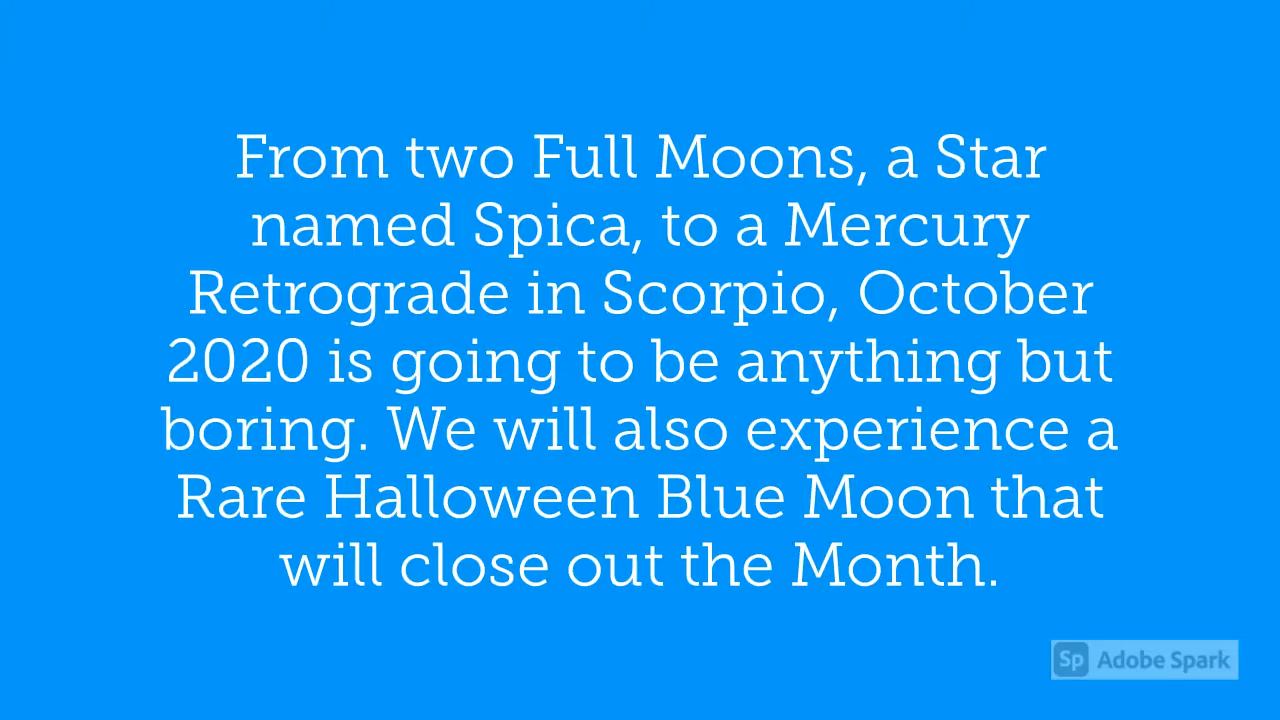 From two Full Moons, a Star
named Spica, to a Mercury
Retrograde in Scorpio, October
2020 is going to be anything but
boring. We will also experience a
Rare Halloween Blue Moon that
will close out the Month.
Sp Adobe Spark